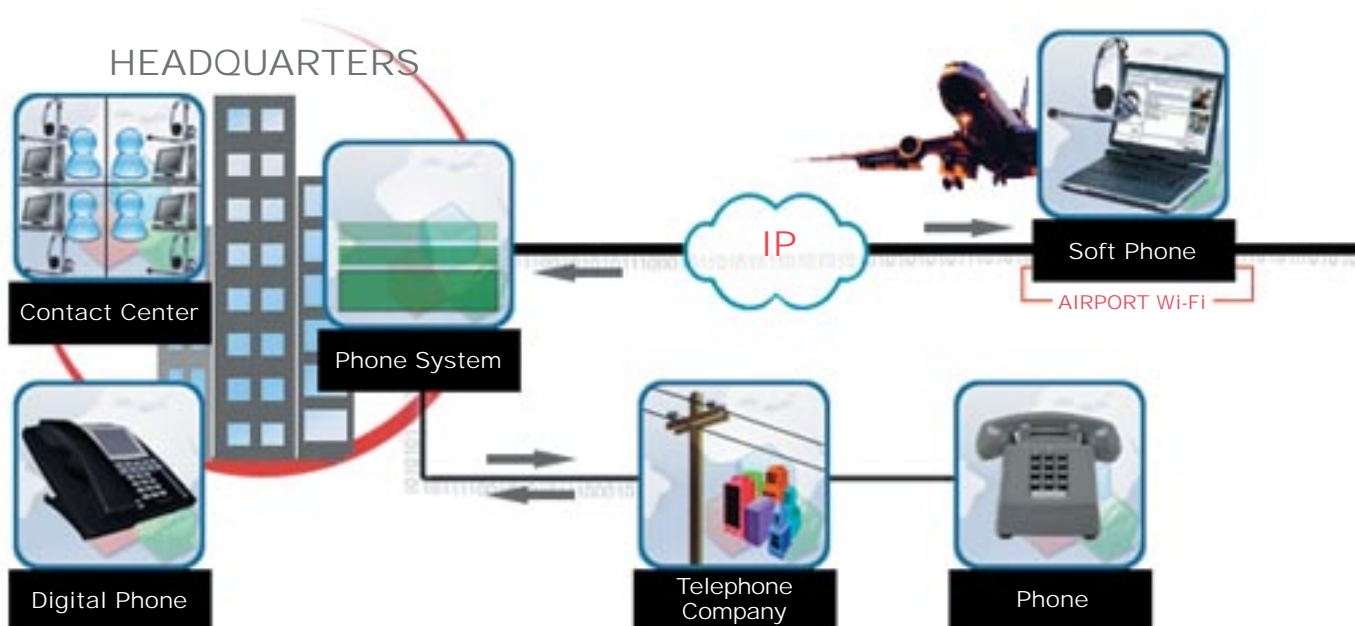 HEADQUARTERS
Contact Center
Phone System
IP
Soft Phone
AIRPORT Wi-Fi
Digital Phone
Telephone
Company
Phone